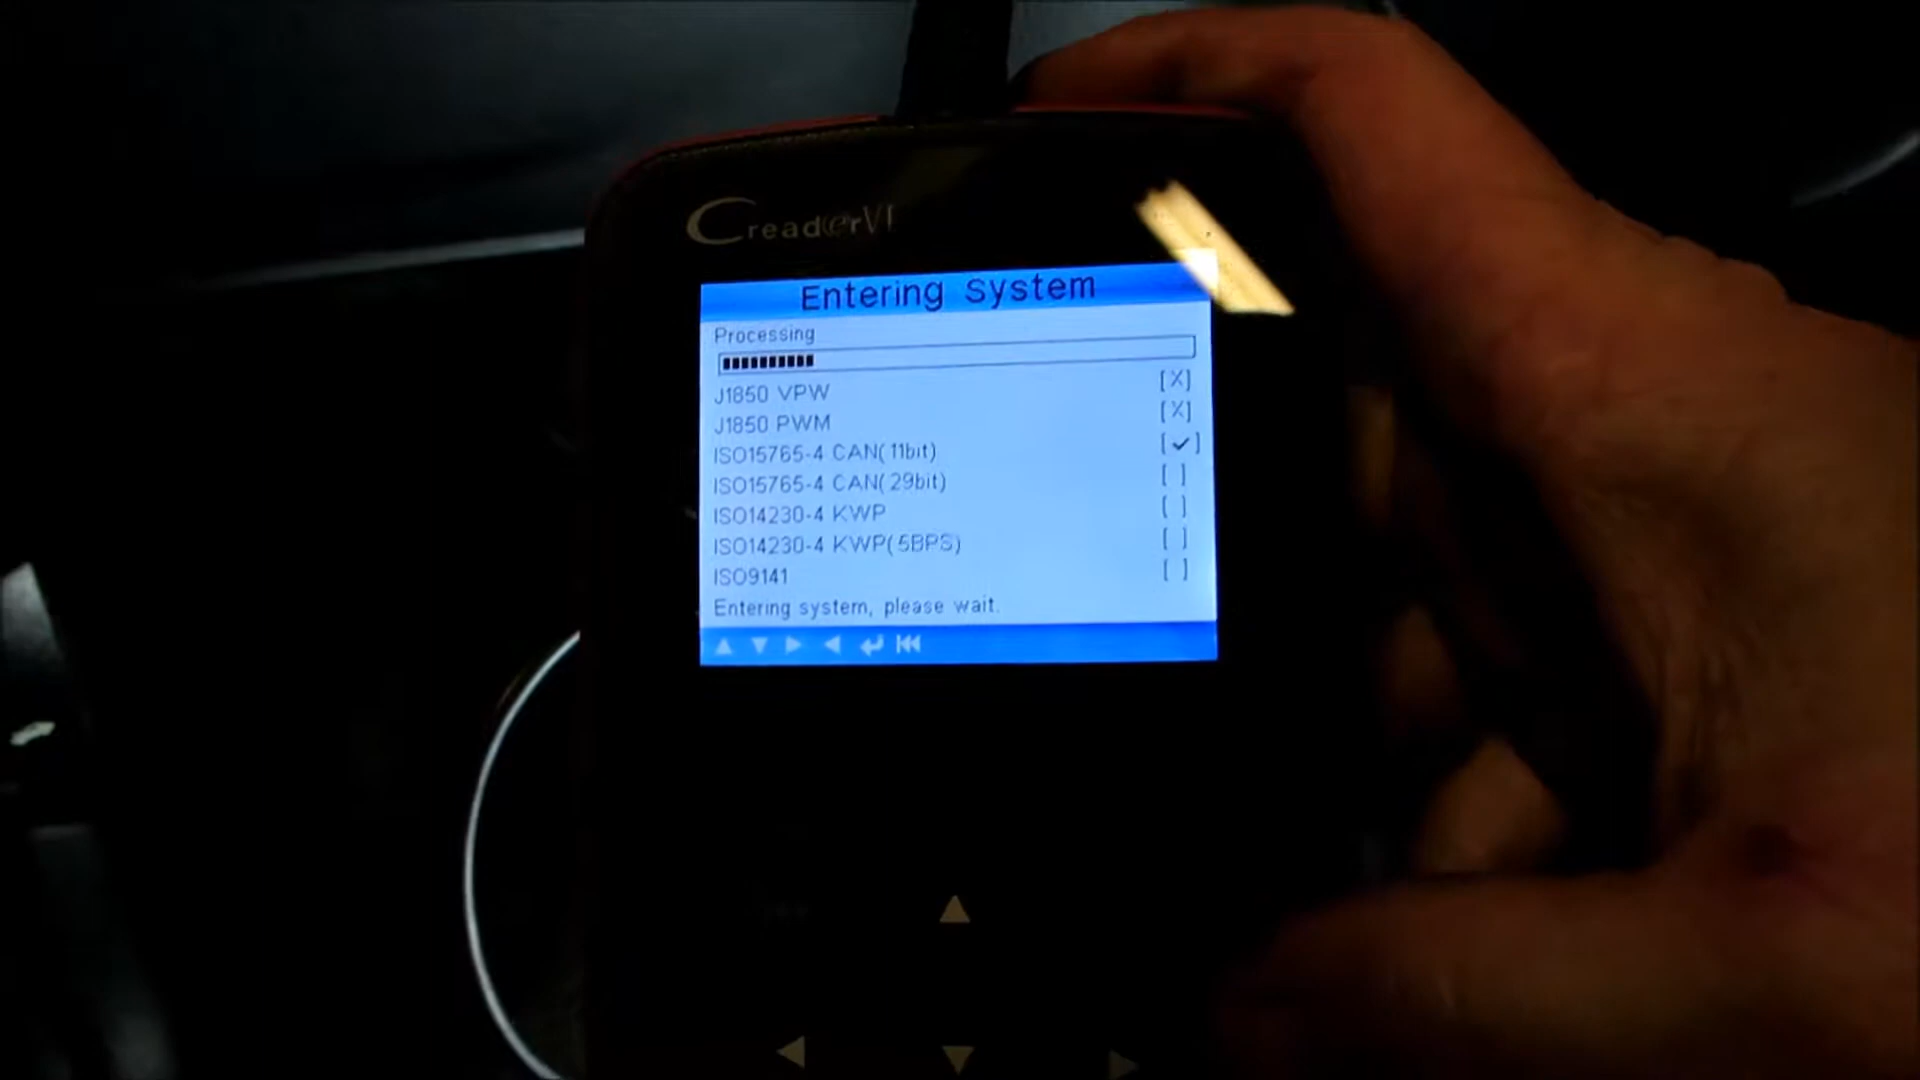 CreaderVI
Entering System
Processing
J1850 VPW [X]
J1850 PWM [X]
ISO15765-4 CAN(11bit) [✓]
ISO15765-4 CAN(29bit) [ ]
ISO14230-4 KWP [ ]
ISO14230-4 KWP(5BPS) [ ]
ISO9141 [ ]
Entering system, please wait.